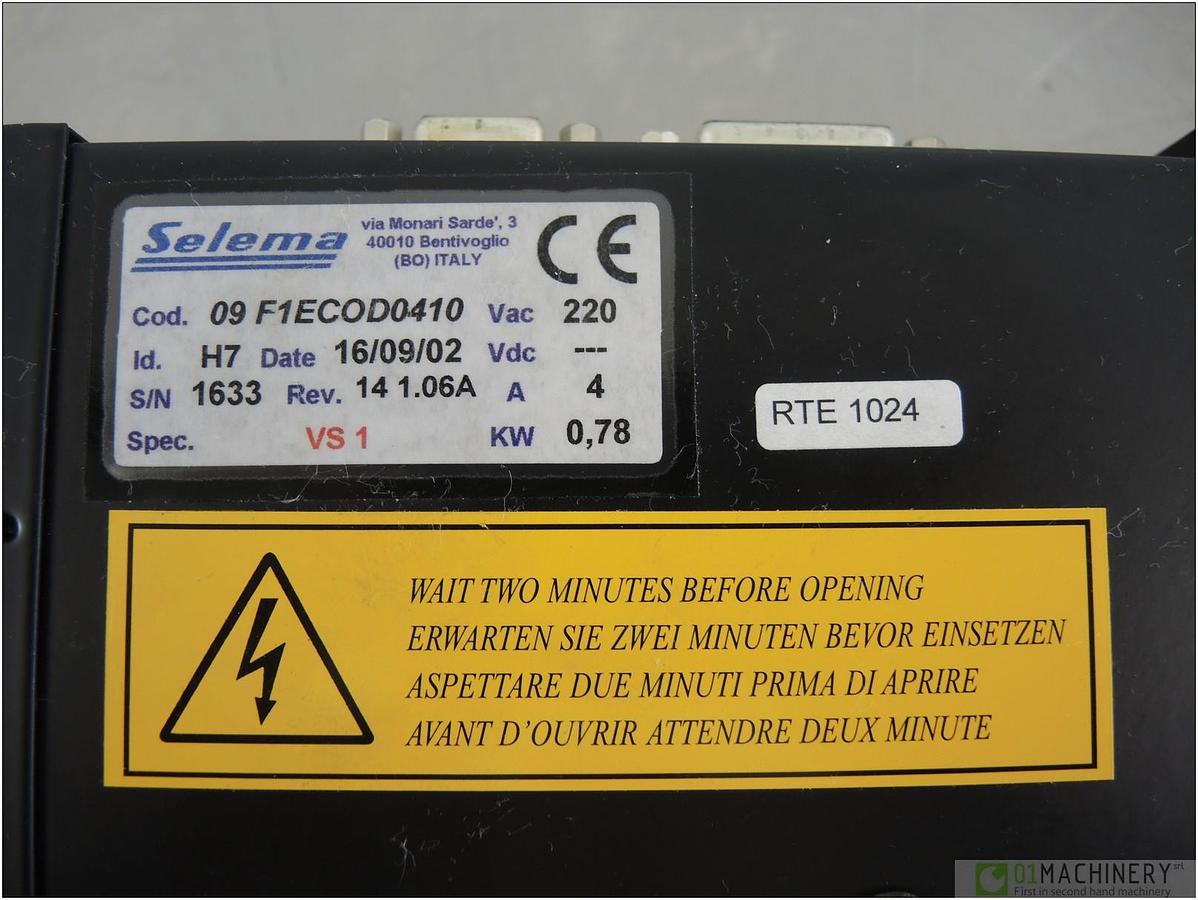 Selema
via Monari Sarde', 3
40010 Bentivoglio
(BO) ITALY
CE
Cod. 09 F1ECOD0410 Vac 220
Id. H7 Date 16/09/02 Vdc ---
S/N 1633 Rev. 14 1.06A A 4
Spec. VS 1 KW 0,78
RTE 1024
WAIT TWO MINUTES BEFORE OPENING
ERWARTEN SIE ZWEI MINUTEN BEVOR EINSETZEN
ASPETTARE DUE MINUTI PRIMA DI APRIRE
AVANT D'OUVRIR ATTENDRE DEUX MINUTE
01MACHINERY srl
First in second hand machinery